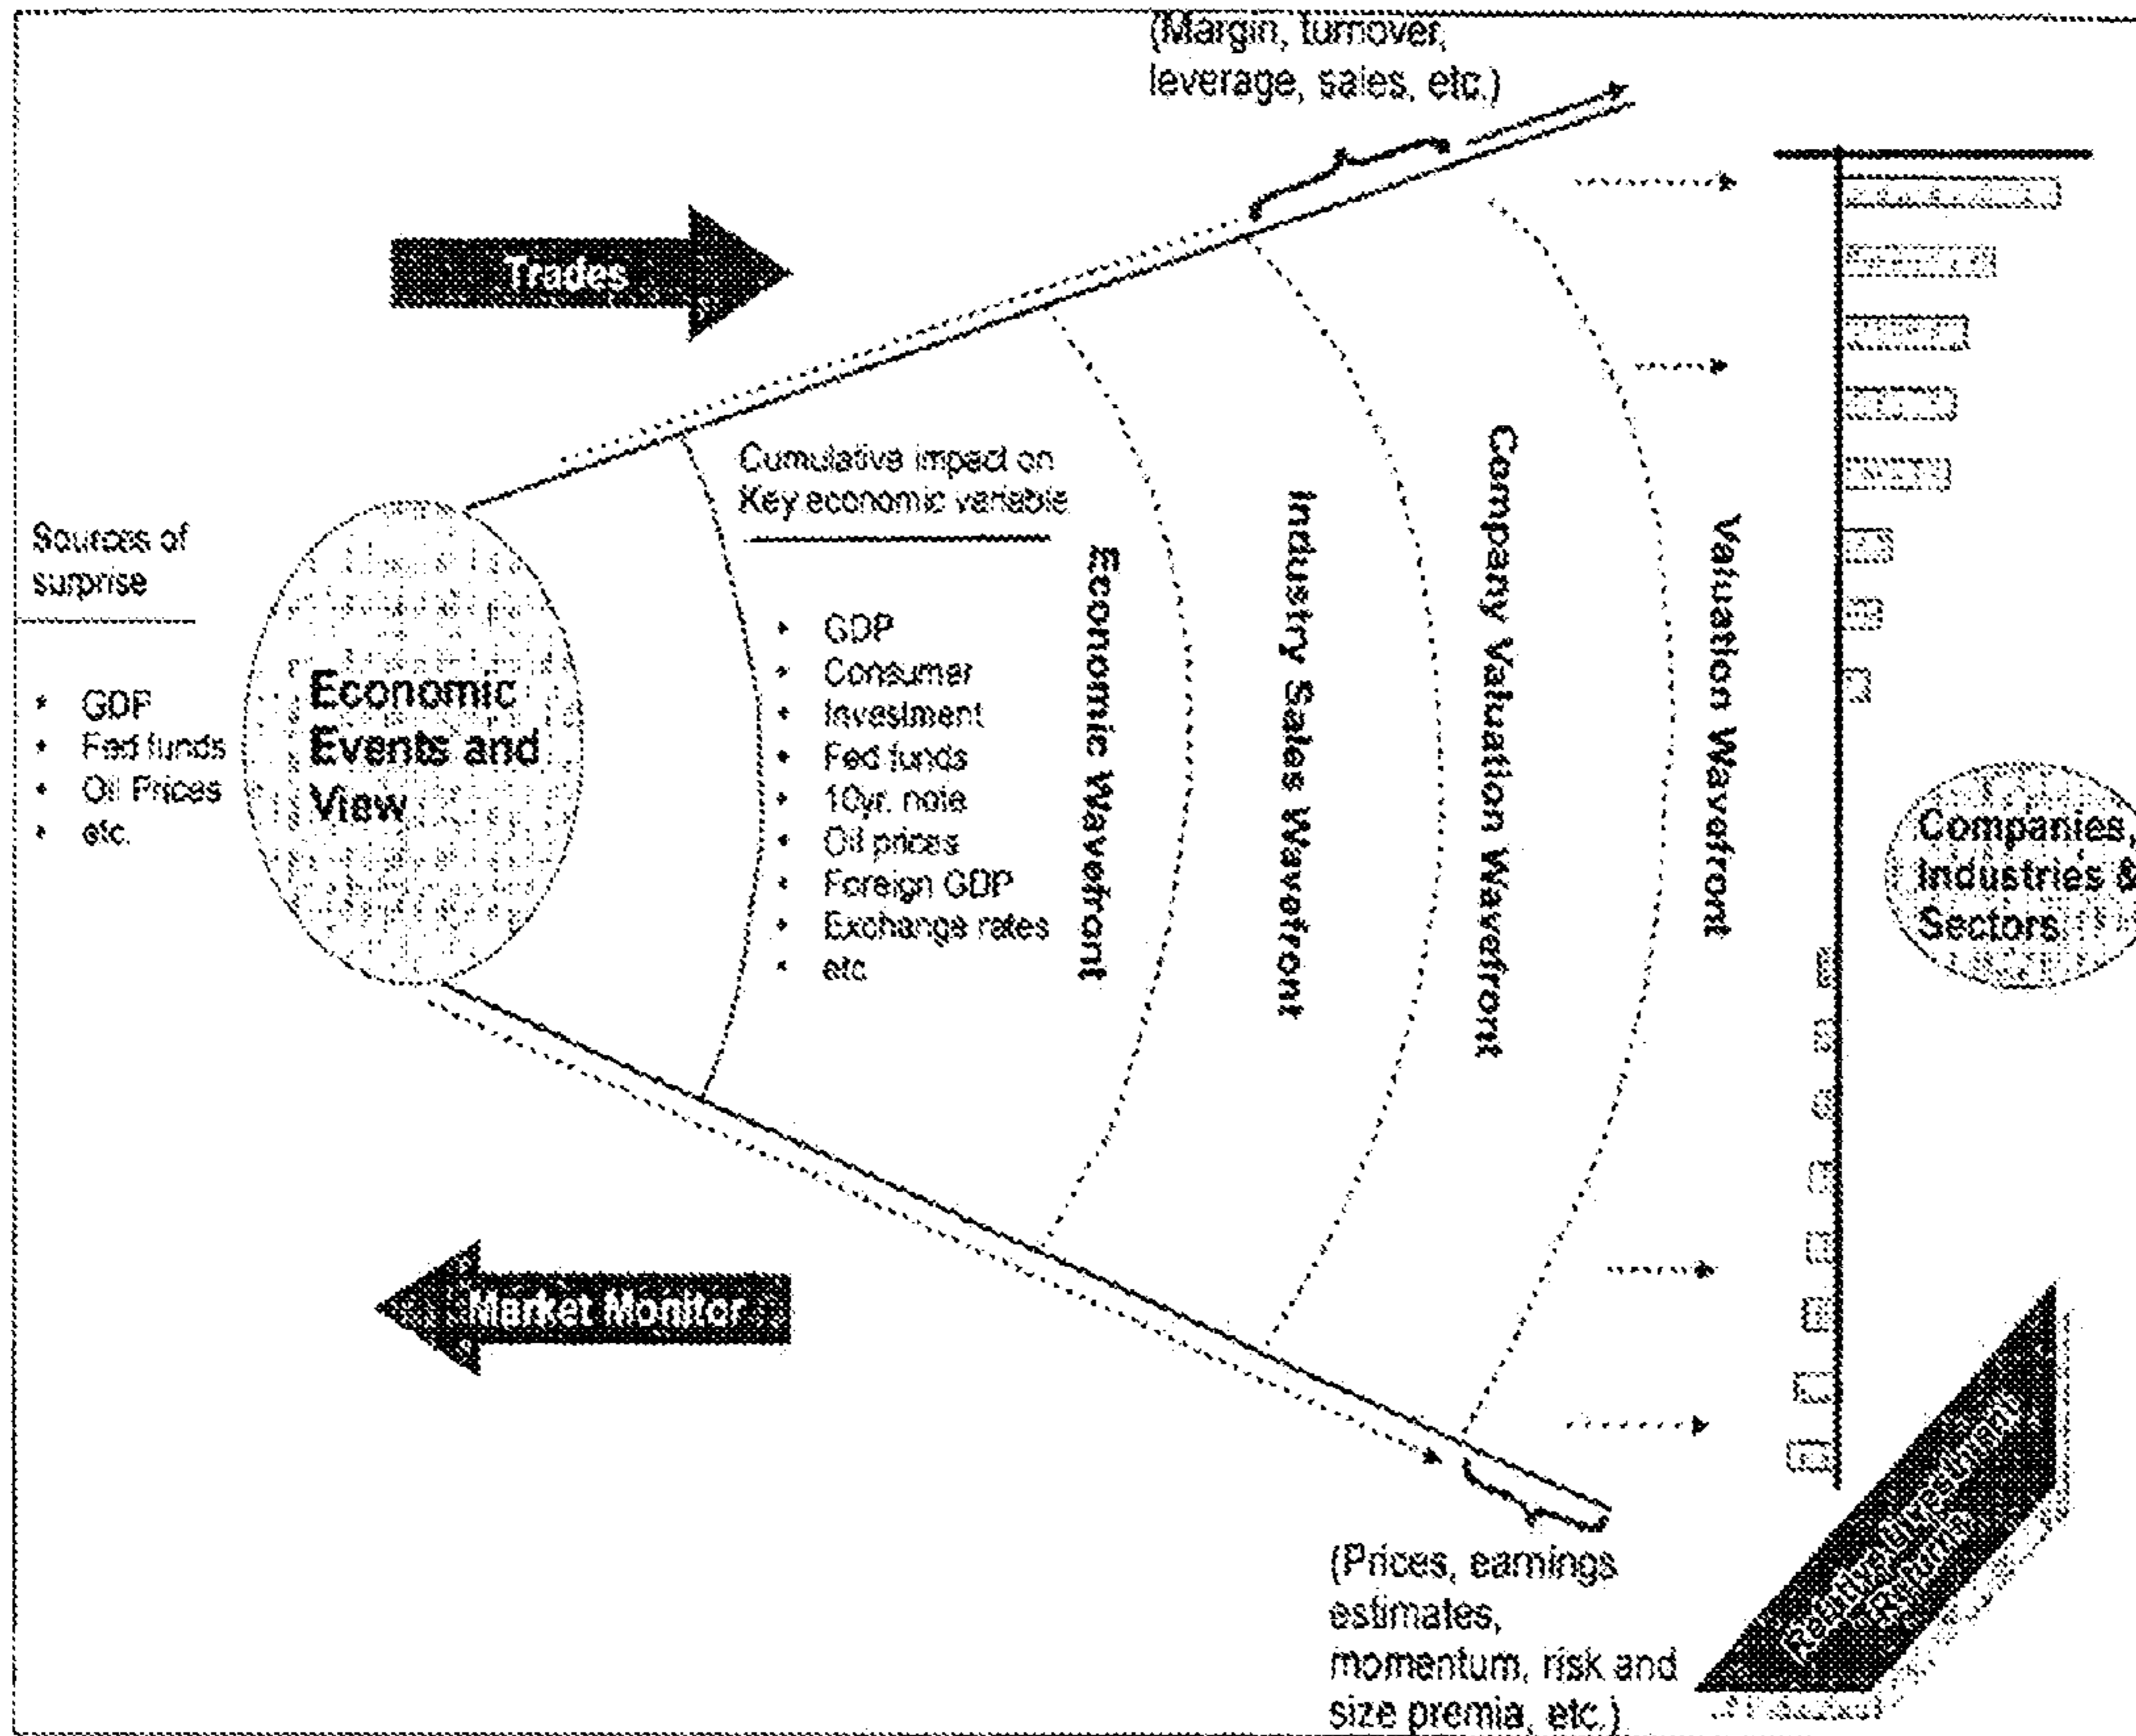 (Margin, turnover,
leverage, sales, etc.)
Trades
Cumulative impact on
Key economic variable
Sources of
surprise
• GDP
• Fed funds
• Oil Prices
• etc.
Economic
Events and
View
• GDP
• Consumer
• Investment
• Fed funds
• 10yr. note
• Oil prices
• Foreign GDP
• Exchange rates
• etc
Economic Wavefront
Industry Sales Wavefront
Company Valuation Wavefront
Valuation Wavefront
Companies,
Industries &
Sectors
Market Monitor
(Prices, earnings
estimates,
momentum, risk and
size premia, etc.)
Returns